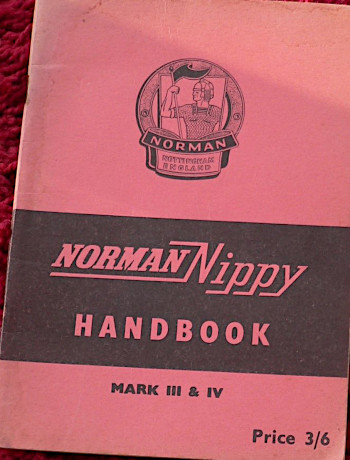 NORMAN
NOTTINGHAM
ENGLAND
NORMAN Nippy
HANDBOOK
MARK III & IV
Price 3/6